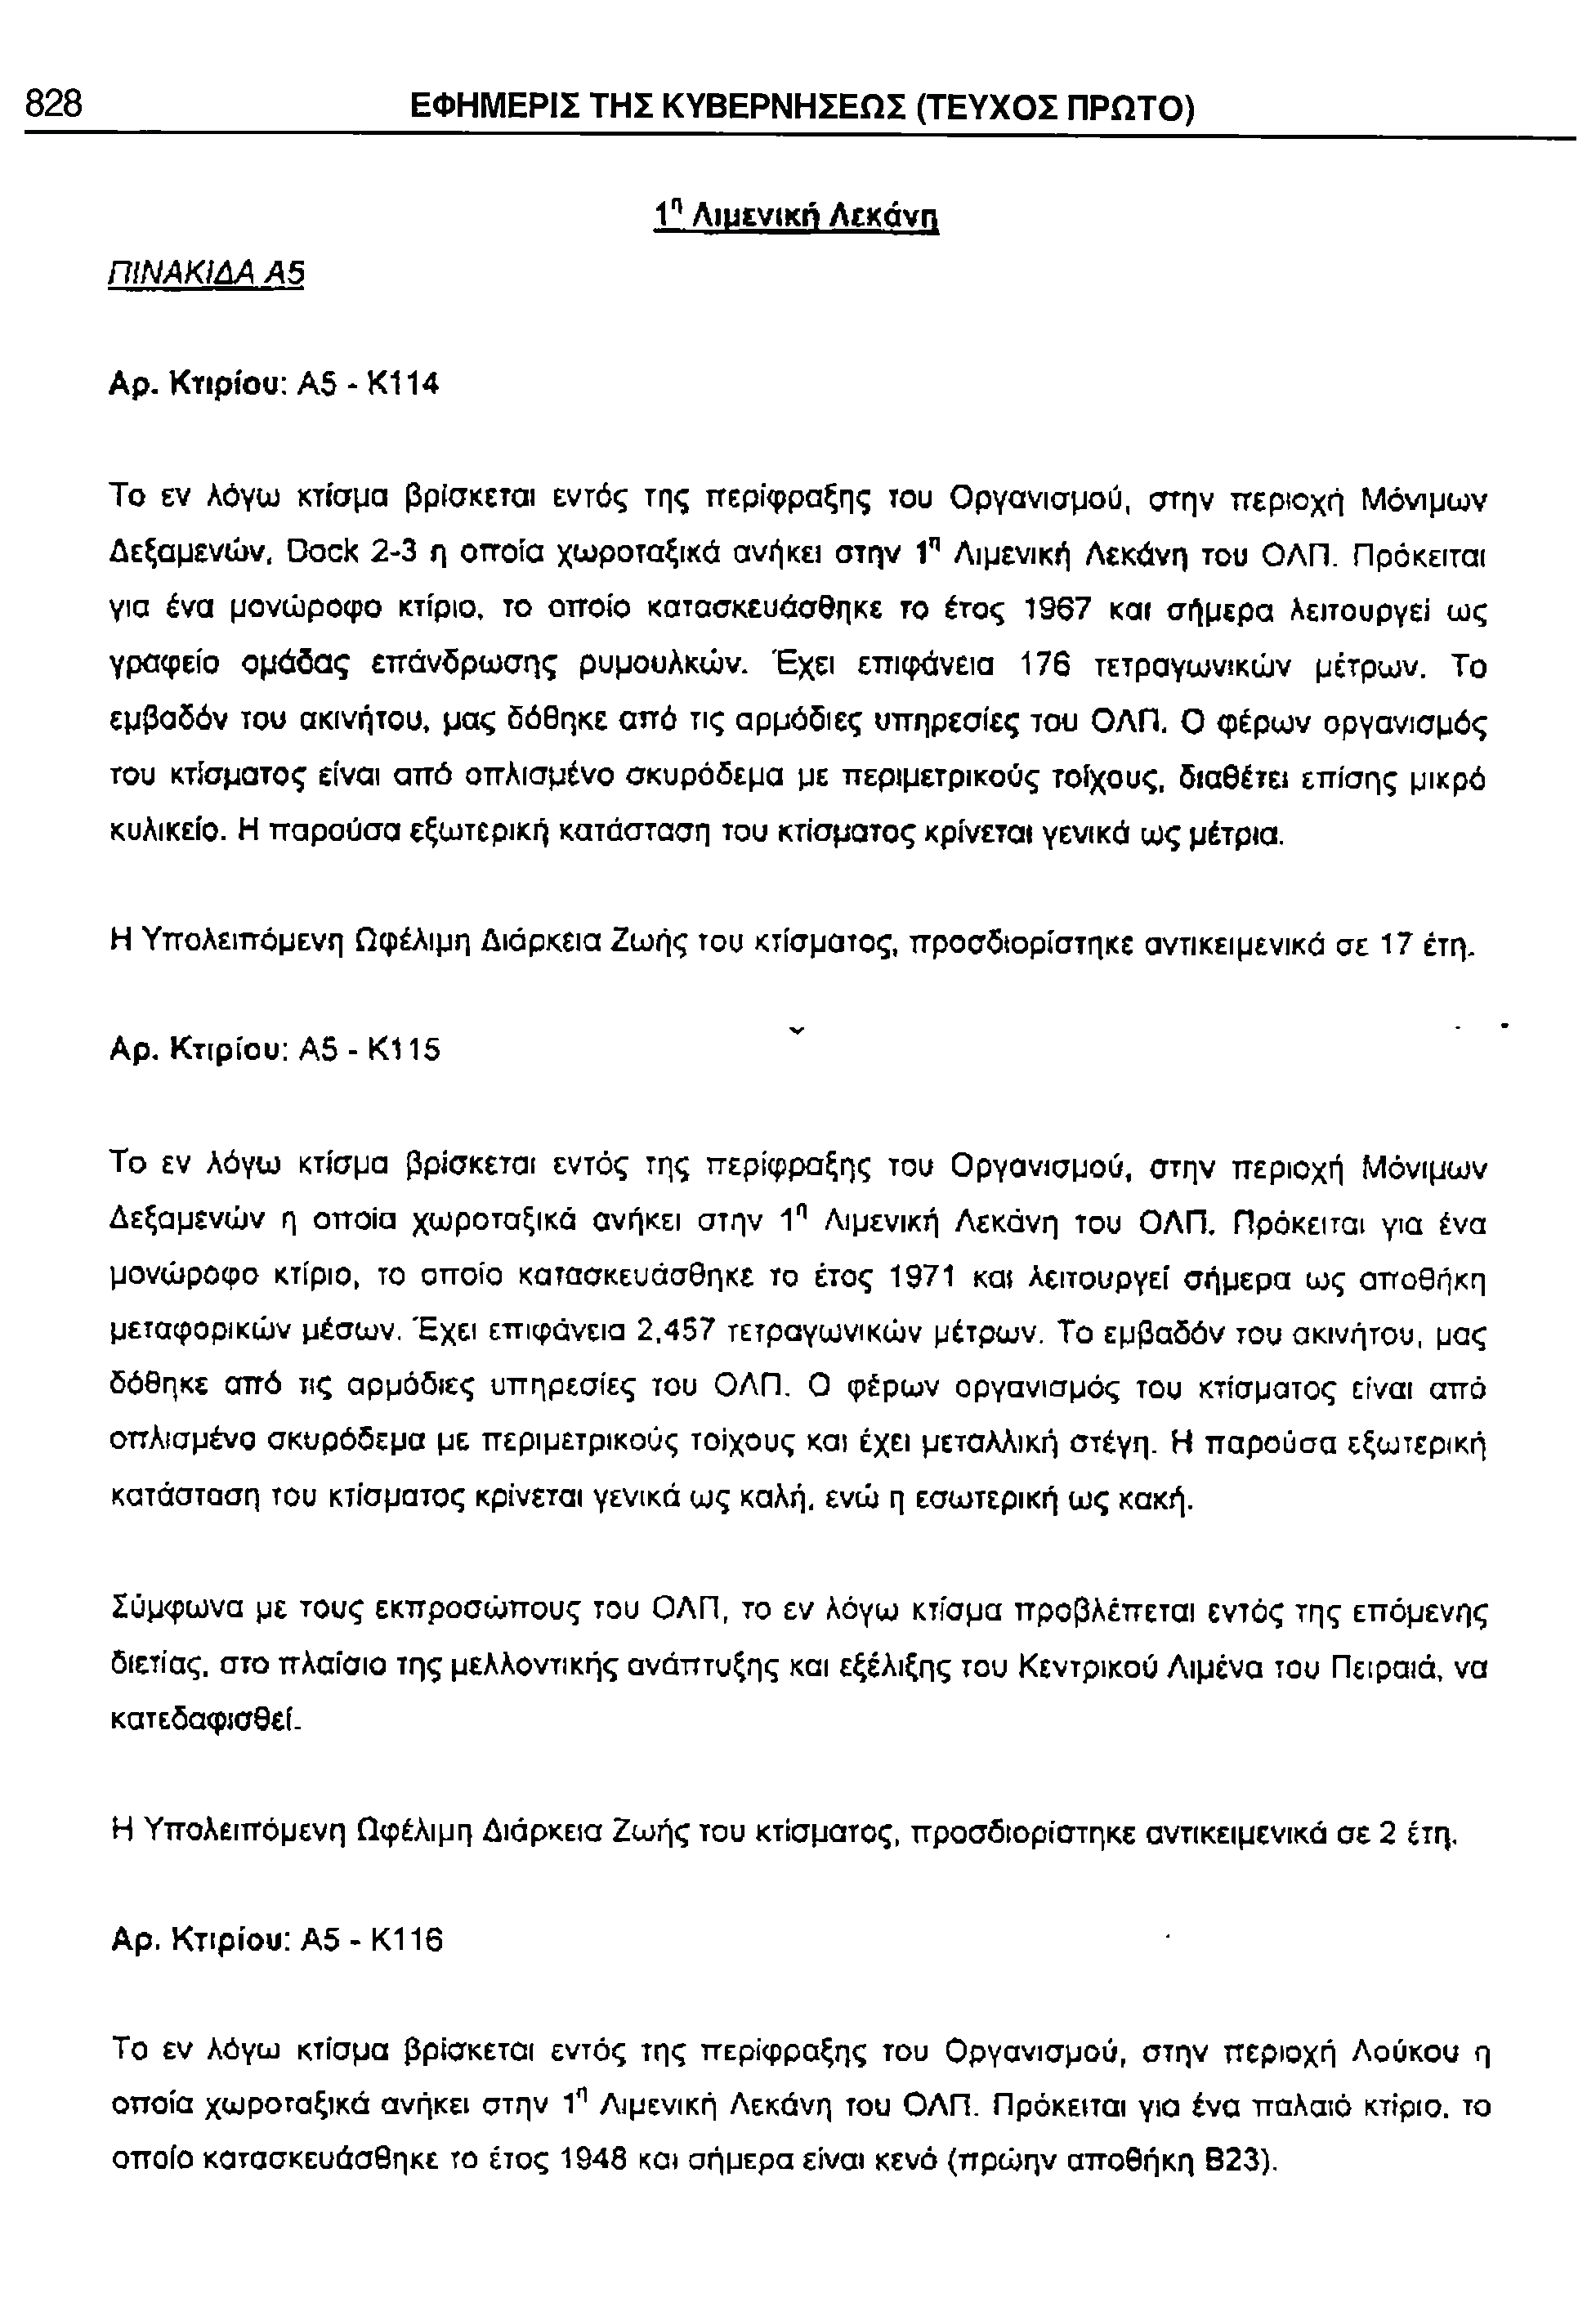 828
ΕΦΗΜΕΡΙΣ ΤΗΣ ΚΥΒΕΡΝΗΣΕΩΣ (ΤΕΥΧΟΣ ΠΡΩΤΟ)
1η Λιμενική Λεκάνη
ΠΙΝΑΚΙΔΑ Α5
Αρ. Κτιρίου: Α5 - Κ114
Το εν λόγω κτίσμα βρίσκεται εντός της περίφραξης του Οργανισμού, στην περιοχή Μόνιμων
Δεξαμενών, Dock 2-3 η οποία χωροταξικά ανήκει στην 1η Λιμενική Λεκάνη του ΟΛΠ. Πρόκειται
για ένα μονώροφο κτίριο, το οποίο κατασκευάσθηκε το έτος 1967 και σήμερα λειτουργεί ως
γραφείο ομάδας επάνδρωσης ρυμουλκών. Έχει επιφάνεια 176 τετραγωνικών μέτρων. Το
εμβαδόν του ακινήτου, μας δόθηκε από τις αρμόδιες υπηρεσίες του ΟΛΠ. Ο φέρων οργανισμός
του κτίσματος είναι από οπλισμένο σκυρόδεμα με περιμετρικούς τοίχους, διαθέτει επίσης μικρό
κυλικείο. Η παρούσα εξωτερική κατάσταση του κτίσματος κρίνεται γενικά ως μέτρια.
Η Υπολειπόμενη Ωφέλιμη Διάρκεια Ζωής του κτίσματος, προσδιορίστηκε αντικειμενικά σε 17 έτη.
Αρ. Κτιρίου: Α5 - Κ115
Το εν λόγω κτίσμα βρίσκεται εντός της περίφραξης του Οργανισμού, στην περιοχή Μόνιμων
Δεξαμενών η οποία χωροταξικά ανήκει στην 1η Λιμενική Λεκάνη του ΟΛΠ. Πρόκειται για ένα
μονώροφο κτίριο, το οποίο κατασκευάσθηκε το έτος 1971 και λειτουργεί σήμερα ως αποθήκη
μεταφορικών μέσων. Έχει επιφάνεια 2,457 τετραγωνικών μέτρων. Το εμβαδόν του ακινήτου, μας
δόθηκε από τις αρμόδιες υπηρεσίες του ΟΛΠ. Ο φέρων οργανισμός του κτίσματος είναι από
οπλισμένο σκυρόδεμα με περιμετρικούς τοίχους και έχει μεταλλική στέγη. Η παρούσα εξωτερική
κατάσταση του κτίσματος κρίνεται γενικά ως καλή, ενώ η εσωτερική ως κακή.
Σύμφωνα με τους εκπροσώπους του ΟΛΠ, το εν λόγω κτίσμα προβλέπεται εντός της επόμενης
διετίας, στο πλαίσιο της μελλοντικής ανάπτυξης και εξέλιξης του Κεντρικού Λιμένα του Πειραιά, να
κατεδαφισθεί.
Η Υπολειπόμενη Ωφέλιμη Διάρκεια Ζωής του κτίσματος, προσδιορίστηκε αντικειμενικά σε 2 έτη.
Αρ. Κτιρίου: Α5 - Κ116
Το εν λόγω κτίσμα βρίσκεται εντός της περίφραξης του Οργανισμού, στην περιοχή Λούκου η
οποία χωροταξικά ανήκει στην 1η Λιμενική Λεκάνη του ΟΛΠ. Πρόκειται για ένα παλαιό κτίριο, το
οποίο κατασκευάσθηκε το έτος 1948 και σήμερα είναι κενό (πρώην αποθήκη Β23).